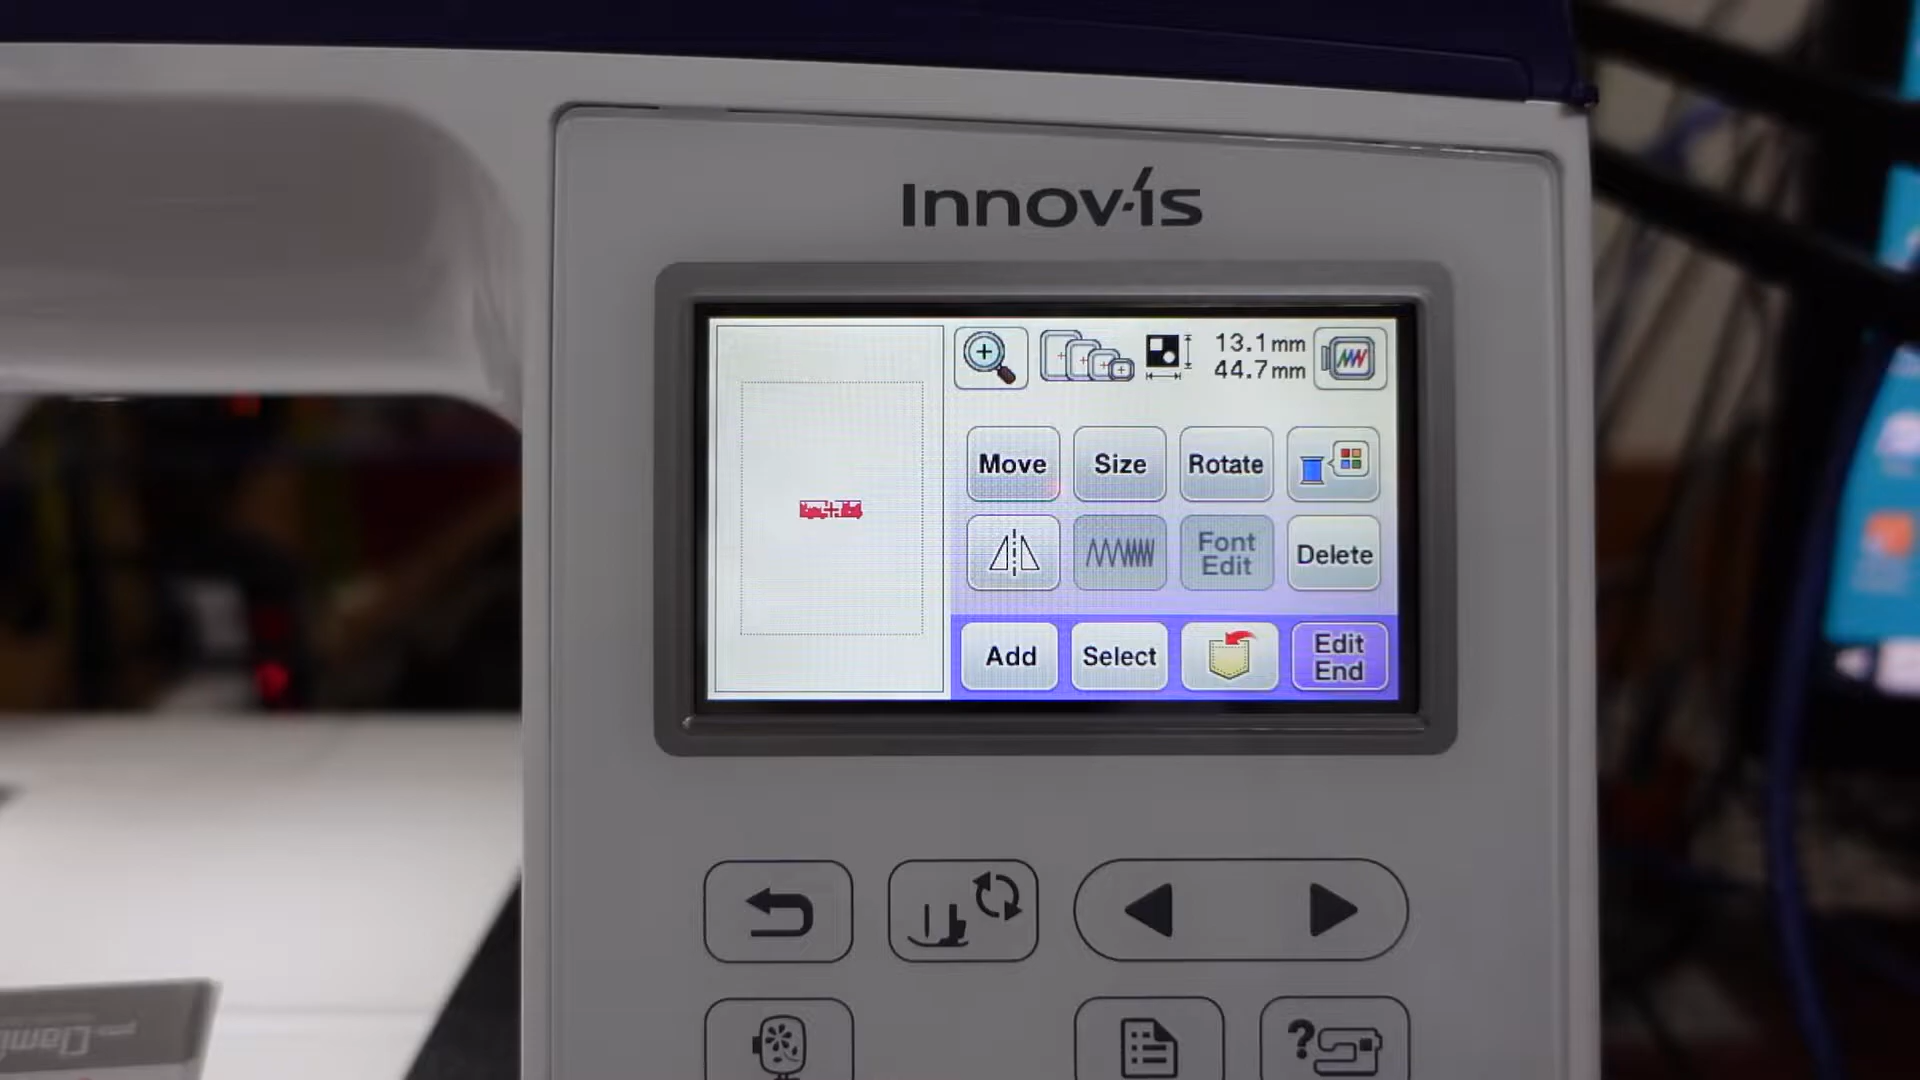 Innov-is
13.1 mm
44.7 mm
Move Size Rotate
Font Edit
Delete
Add Select
Edit End
?